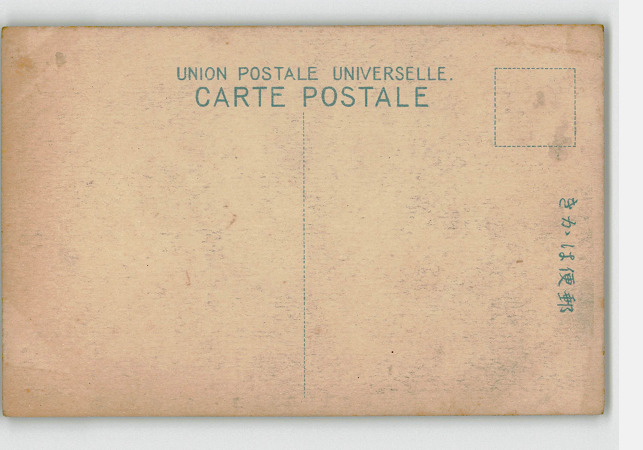 UNION POSTALE UNIVERSELLE.
CARTE POSTALE
きかは便郵